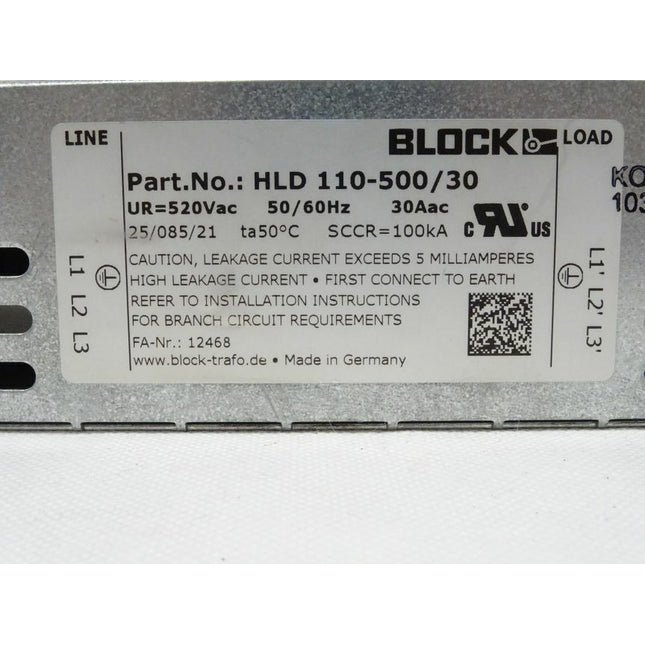 LINE
BLOCK
LOAD
Part.No.: HLD 110-500/30
UR=520Vac 50/60Hz 30Aac
25/085/21 ta50°C SCCR=100kA
c RU US
CAUTION, LEAKAGE CURRENT EXCEEDS 5 MILLIAMPERES
HIGH LEAKAGE CURRENT • FIRST CONNECT TO EARTH
REFER TO INSTALLATION INSTRUCTIONS
FOR BRANCH CIRCUIT REQUIREMENTS
FA-Nr.: 12468
www.block-trafo.de • Made in Germany
L1 L2 L3
L1' L2' L3'